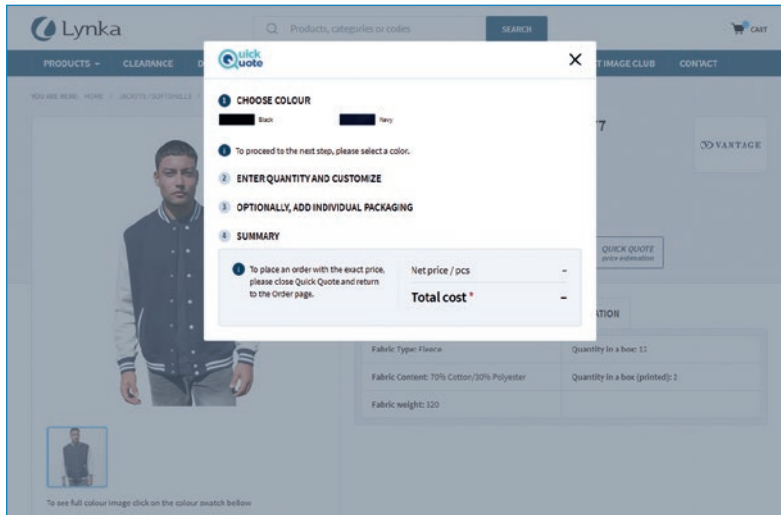 Lynka
Products, categories or codes
SEARCH
CART
PRODUCTS
CLEARANCE
D
T IMAGE CLUB
CONTACT
YOU ARE HERE: HOME / JACKETS / SOFTSHELLS /
Quick
Quote
1 CHOOSE COLOUR
Black
Navy
i To proceed to the next step, please select a color.
2 ENTER QUANTITY AND CUSTOMIZE
3 OPTIONALLY, ADD INDIVIDUAL PACKAGING
4 SUMMARY
i To place an order with the exact price,
please close Quick Quote and return
to the Order page.
Net price / pcs -
Total cost * -
77
VANTAGE
QUICK QUOTE
price estimation
ATION
Fabric Type: Fleece
Quantity in a box: 12
Fabric Content: 70% Cotton/30% Polyester
Quantity in a box (printed): 2
Fabric weight: 320
To see full colour image click on the colour swatch bellow